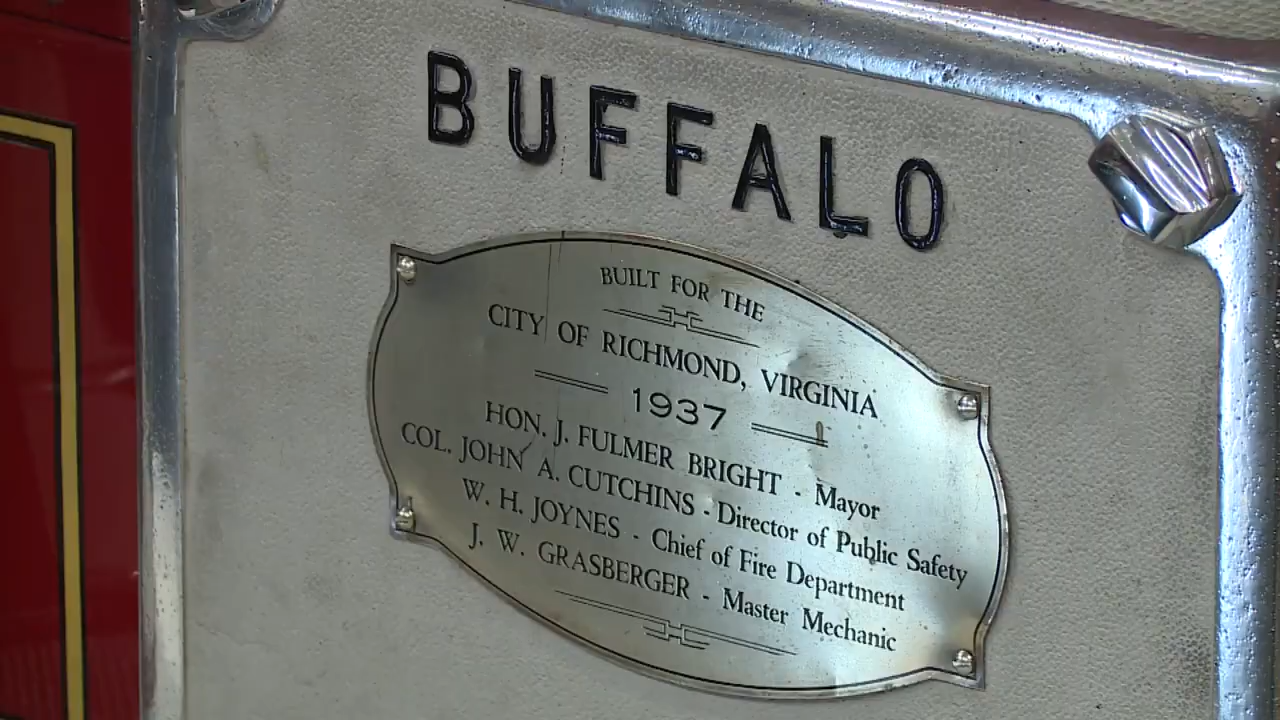 BUFFALO
BUILT FOR THE
CITY OF RICHMOND, VIRGINIA
1937
HON. J. FULMER BRIGHT - Mayor
COL. JOHN A. CUTCHINS - Director of Public Safety
W. H. JOYNES - Chief of Fire Department
J. W. GRASBERGER - Master Mechanic